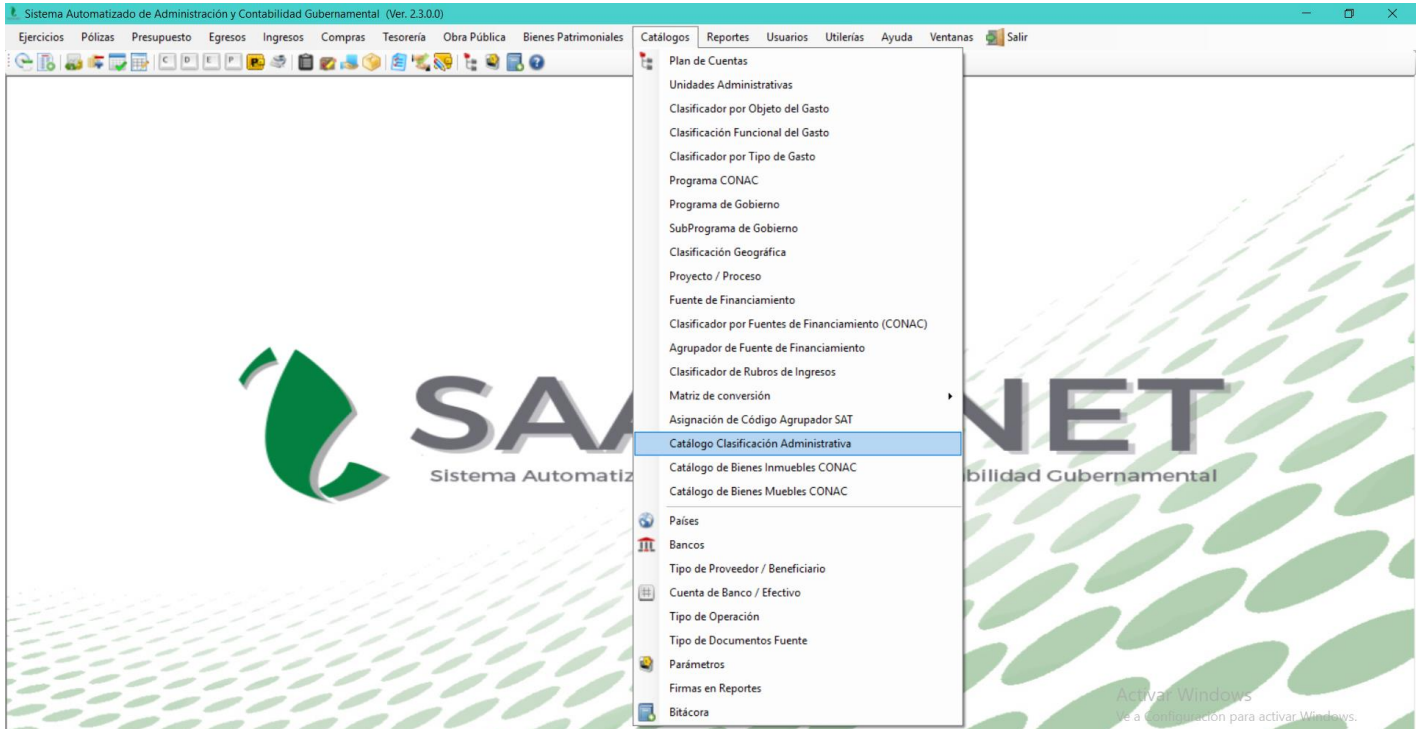 Sistema Automatizado de Administración y Contabilidad Gubernamental (Ver. 2.3.0.0)
Ejercicios Pólizas Presupuesto Egresos Ingresos Compras Tesorería Obra Pública Bienes Patrimoniales Catálogos Reportes Usuarios Utilerías Ayuda Ventanas Salir
C D E P
Plan de Cuentas
Unidades Administrativas
Clasificador por Objeto del Gasto
Clasificación Funcional del Gasto
Clasificador por Tipo de Gasto
Programa CONAC
Programa de Gobierno
SubPrograma de Gobierno
Clasificación Geográfica
Proyecto / Proceso
Fuente de Financiamiento
Clasificador por Fuentes de Financiamiento (CONAC)
Agrupador de Fuente de Financiamiento
Clasificador de Rubros de Ingresos
Matriz de conversión
Asignación de Código Agrupador SAT
Catálogo Clasificación Administrativa
Catálogo de Bienes Inmuebles CONAC
Catálogo de Bienes Muebles CONAC
Países
Bancos
Tipo de Proveedor / Beneficiario
Cuenta de Banco / Efectivo
Tipo de Operación
Tipo de Documentos Fuente
Parámetros
Firmas en Reportes
Bitácora
SAA NET
Sistema Automatiz bilidad Gubernamental
Activar Windows
Ve a Configuración para activar Windows.